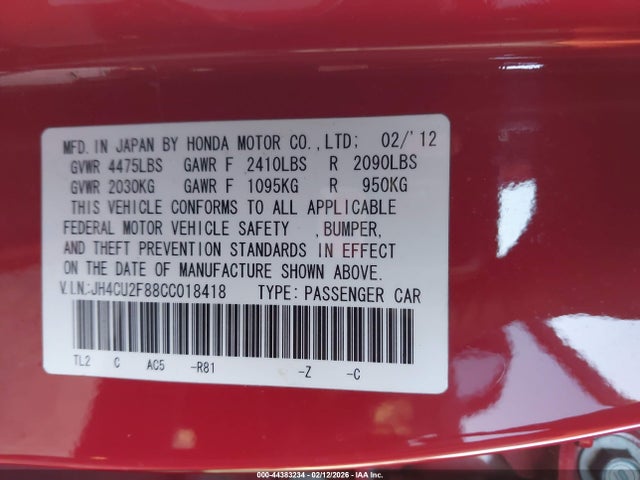 MFD. IN JAPAN BY HONDA MOTOR CO.,LTD; 02/'12
GVWR 4475LBS GAWR F 2410LBS R 2090LBS
GVWR 2030KG GAWR F 1095KG R 950KG
THIS VEHICLE CONFORMS TO ALL APPLICABLE
FEDERAL MOTOR VEHICLE SAFETY ,BUMPER,
AND THEFT PREVENTION STANDARDS IN EFFECT
ON THE DATE OF MANUFACTURE SHOWN ABOVE.
V.I.N.:JH4CU2F88CC018418 TYPE: PASSENGER CAR
TL2 C AC5 -R81 -Z -C
000-44383234 - 02/12/2026 - IAA Inc.